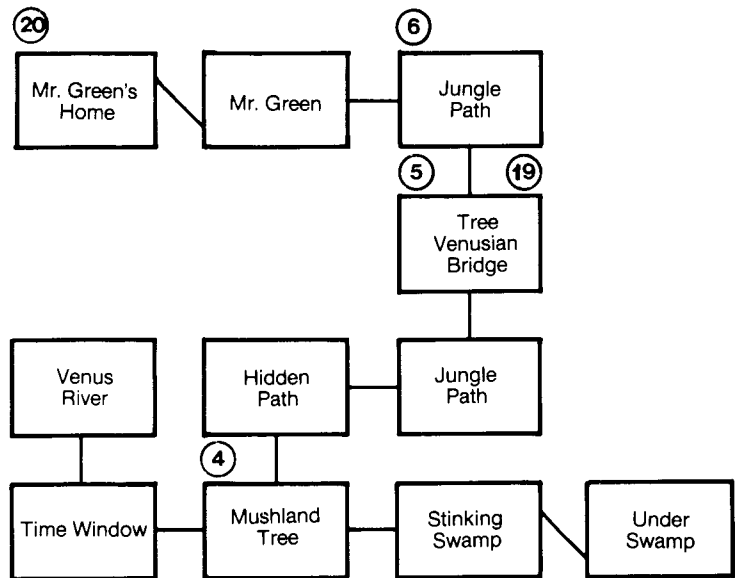 20
6
Mr. Green's
Home
Mr. Green
Jungle
Path
5
19
Tree
Venusian
Bridge
Venus
River
Hidden
Path
Jungle
Path
4
Time Window
Mushland
Tree
Stinking
Swamp
Under
Swamp